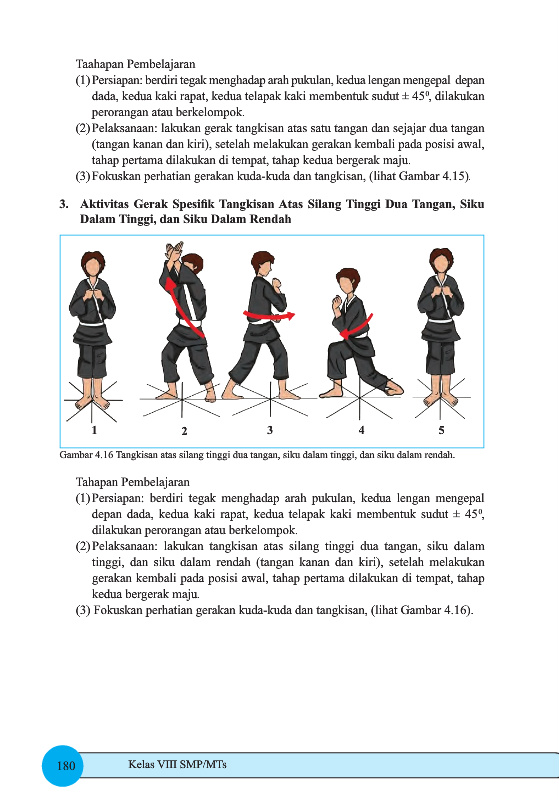 Taahapan Pembelajaran
(1) Persiapan: berdiri tegak menghadap arah pukulan, kedua lengan mengepal depan
dada, kedua kaki rapat, kedua telapak kaki membentuk sudut ± 45⁰, dilakukan
perorangan atau berkelompok.
(2) Pelaksanaan: lakukan gerak tangkisan atas satu tangan dan sejajar dua tangan
(tangan kanan dan kiri), setelah melakukan gerakan kembali pada posisi awal,
tahap pertama dilakukan di tempat, tahap kedua bergerak maju.
(3) Fokuskan perhatian gerakan kuda-kuda dan tangkisan, (lihat Gambar 4.15).
3. Aktivitas Gerak Spesifik Tangkisan Atas Silang Tinggi Dua Tangan, Siku
Dalam Tinggi, dan Siku Dalam Rendah
1 2 3 4 5
Gambar 4.16 Tangkisan atas silang tinggi dua tangan, siku dalam tinggi, dan siku dalam rendah.
Tahapan Pembelajaran
(1) Persiapan: berdiri tegak menghadap arah pukulan, kedua lengan mengepal
depan dada, kedua kaki rapat, kedua telapak kaki membentuk sudut ± 45⁰,
dilakukan perorangan atau berkelompok.
(2) Pelaksanaan: lakukan tangkisan atas silang tinggi dua tangan, siku dalam
tinggi, dan siku dalam rendah (tangan kanan dan kiri), setelah melakukan
gerakan kembali pada posisi awal, tahap pertama dilakukan di tempat, tahap
kedua bergerak maju.
(3) Fokuskan perhatian gerakan kuda-kuda dan tangkisan, (lihat Gambar 4.16).
180 Kelas VIII SMP/MTs